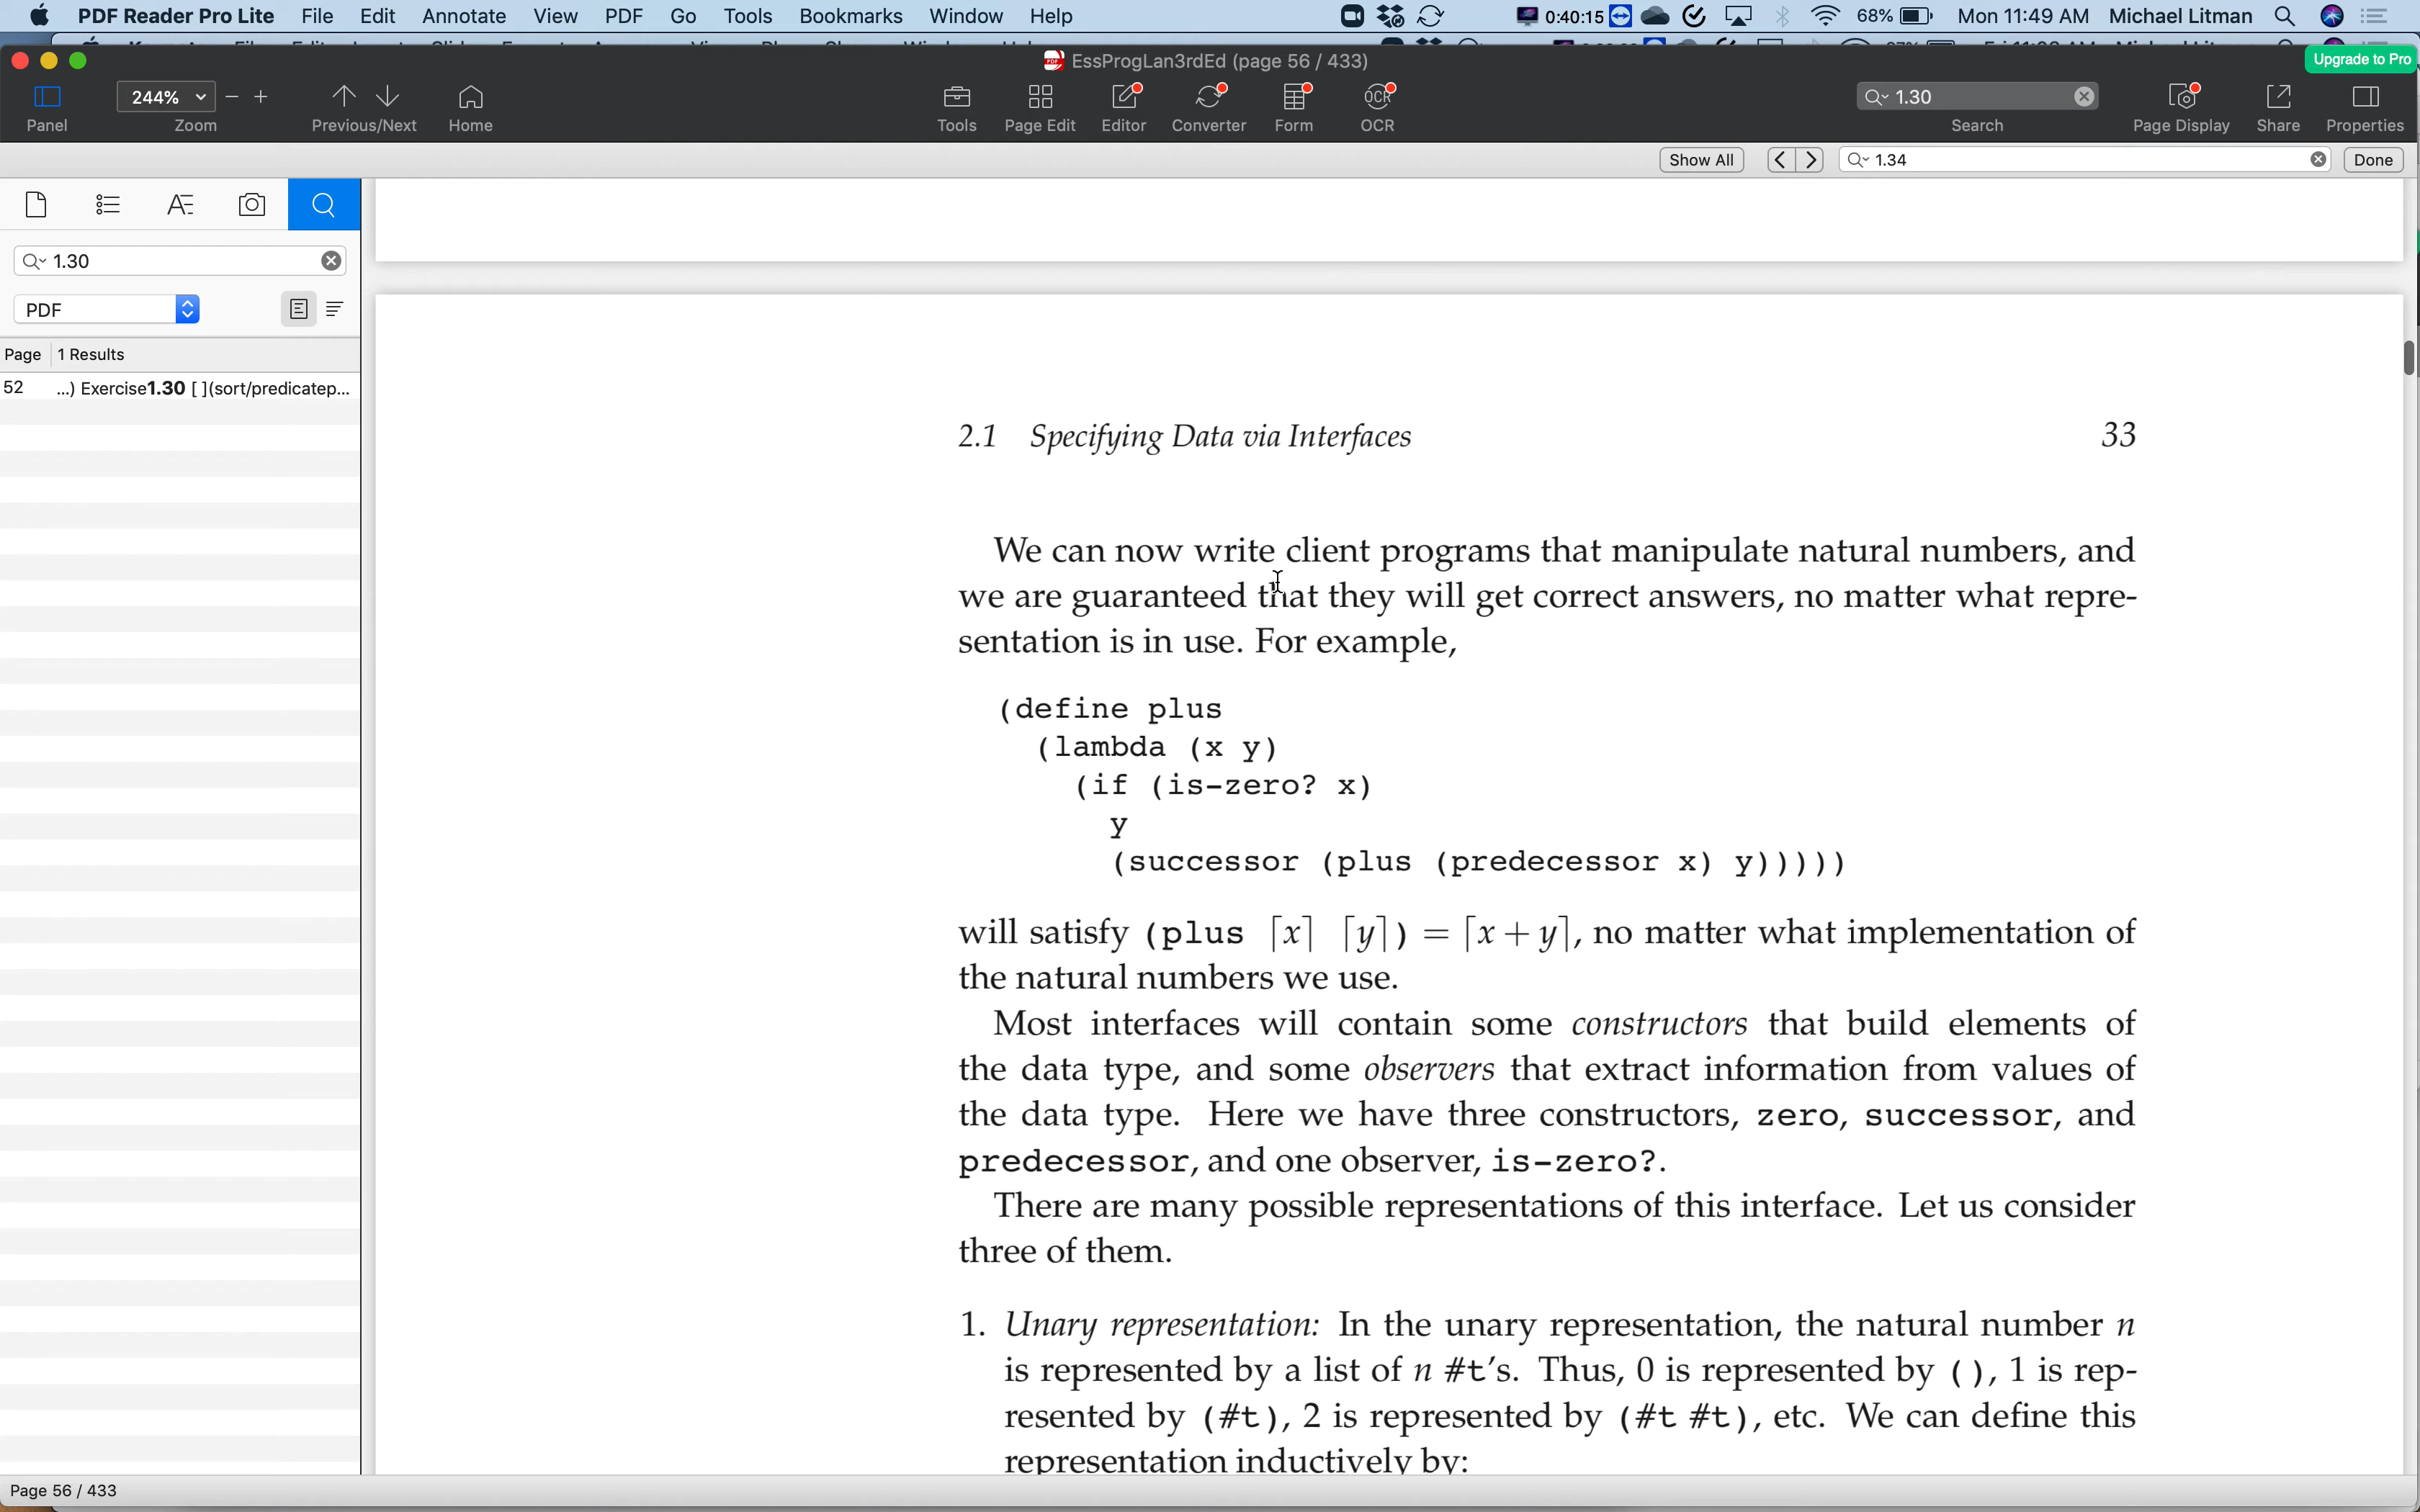 PDF Reader Pro Lite File Edit Annotate View PDF Go Tools Bookmarks Window Help 0:40:15 68% Mon 11:49 AM Michael Litman
EssProgLan3rdEd (page 56 / 433)
Upgrade to Pro
244%
1.30
Panel Zoom Previous/Next Home Tools Page Edit Editor Converter Form OCR Search Page Display Share Properties
Show All 1.34 Done
1.30
PDF
Page 1 Results
52 ...) Exercise1.30 [ ](sort/predicatep...
2.1 Specifying Data via Interfaces 33
We can now write client programs that manipulate natural numbers, and
we are guaranteed that they will get correct answers, no matter what repre-
sentation is in use. For example,
(define plus
(lambda (x y)
(if (is-zero? x)
y
(successor (plus (predecessor x) y)))))
will satisfy (plus ⌈x⌉ ⌈y⌉) = ⌈x + y⌉, no matter what implementation of
the natural numbers we use.
Most interfaces will contain some constructors that build elements of
the data type, and some observers that extract information from values of
the data type. Here we have three constructors, zero, successor, and
predecessor, and one observer, is-zero?.
There are many possible representations of this interface. Let us consider
three of them.
1. Unary representation: In the unary representation, the natural number n
is represented by a list of n #t's. Thus, 0 is represented by (), 1 is rep-
resented by (#t), 2 is represented by (#t #t), etc. We can define this
representation inductively by:
Page 56 / 433